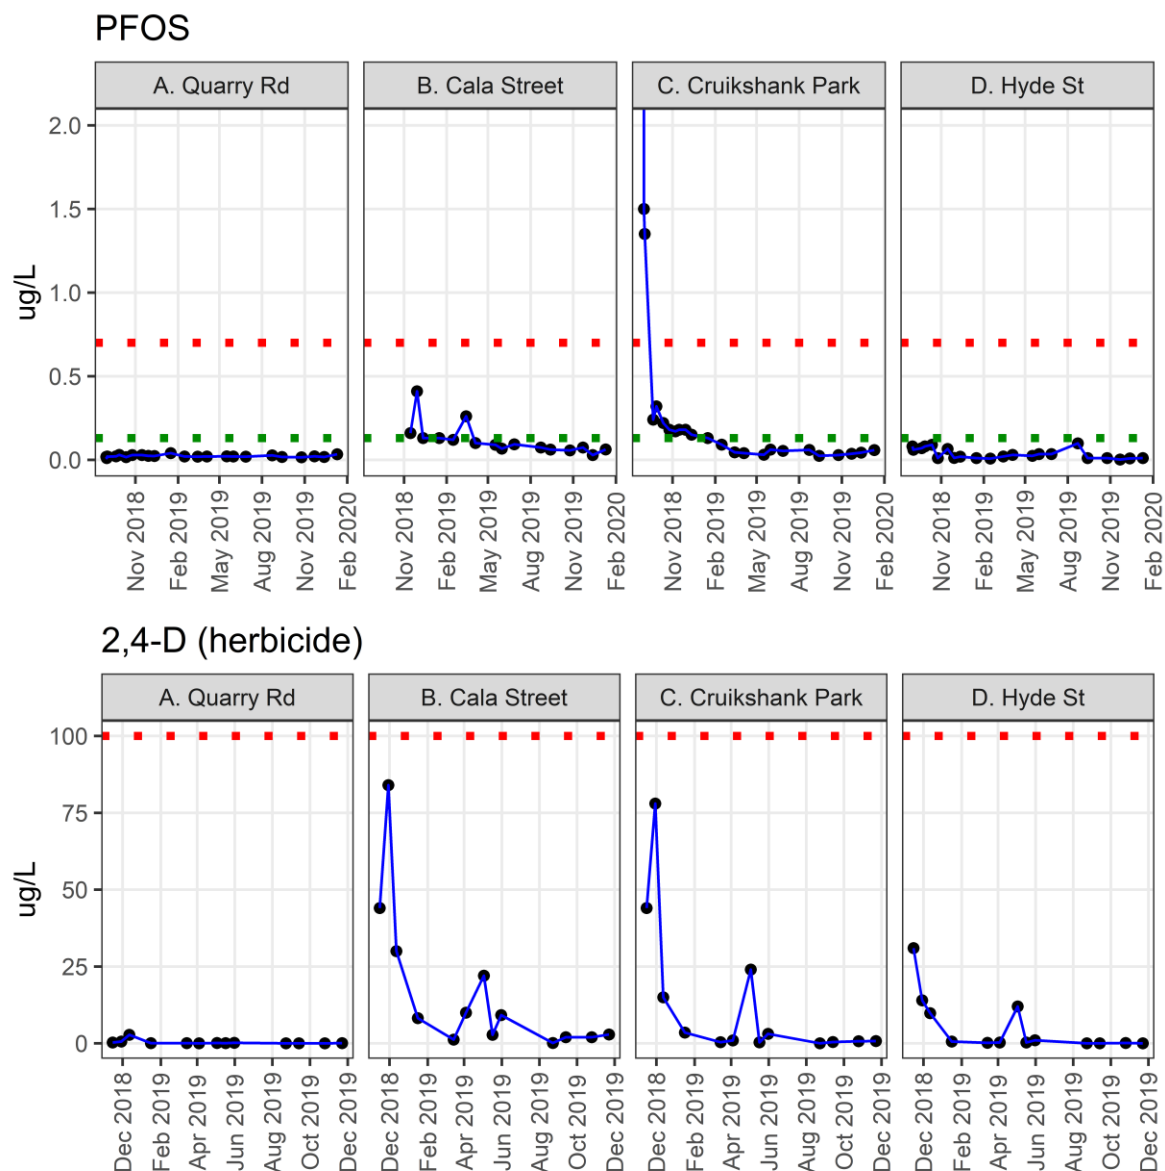 PFOS
A. Quarry Rd
B. Cala Street
C. Cruikshank Park
D. Hyde St
ug/L
2.0
1.5
1.0
0.5
0.0
Nov 2018
Feb 2019
May 2019
Aug 2019
Nov 2019
Feb 2020
Nov 2018
Feb 2019
May 2019
Aug 2019
Nov 2019
Feb 2020
Nov 2018
Feb 2019
May 2019
Aug 2019
Nov 2019
Feb 2020
Nov 2018
Feb 2019
May 2019
Aug 2019
Nov 2019
Feb 2020
2,4-D (herbicide)
A. Quarry Rd
B. Cala Street
C. Cruikshank Park
D. Hyde St
ug/L
100
75
50
25
0
Dec 2018
Feb 2019
Apr 2019
Jun 2019
Aug 2019
Oct 2019
Dec 2019
Dec 2018
Feb 2019
Apr 2019
Jun 2019
Aug 2019
Oct 2019
Dec 2019
Dec 2018
Feb 2019
Apr 2019
Jun 2019
Aug 2019
Oct 2019
Dec 2019
Dec 2018
Feb 2019
Apr 2019
Jun 2019
Aug 2019
Oct 2019
Dec 2019